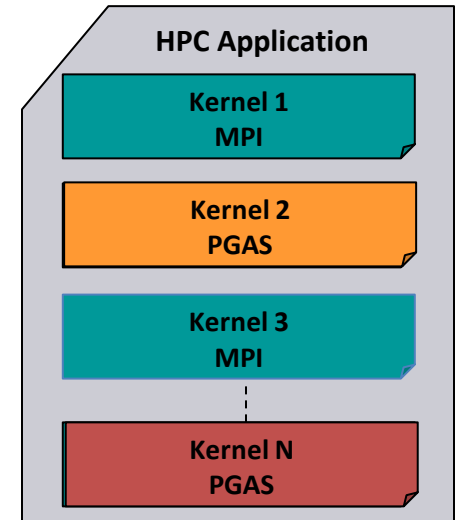 HPC Application
Kernel 1
MPI
Kernel 2
PGAS
Kernel 3
MPI
Kernel N
PGAS